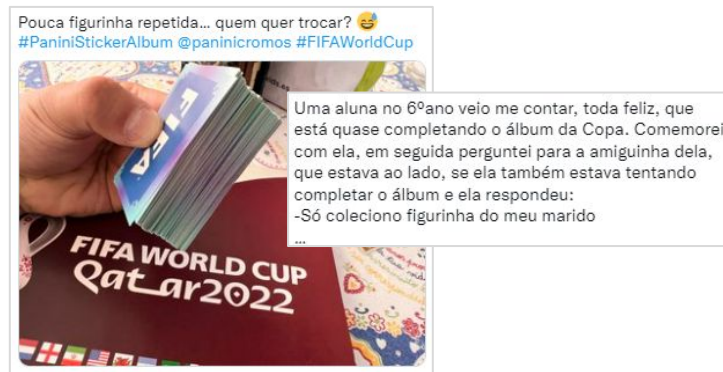 Pouca figurinha repetida... quem quer trocar? 😅
#PaniniStickerAlbum @paninicromos #FIFAWorldCup
FIFA
FIFA WORLD CUP
Qatar2022
Uma aluna no 6ºano veio me contar, toda feliz, que
está quase completando o álbum da Copa. Comemorei
com ela, em seguida perguntei para a amiguinha dela,
que estava ao lado, se ela também estava tentando
completar o álbum e ela respondeu:
-Só coleciono figurinha do meu marido
...